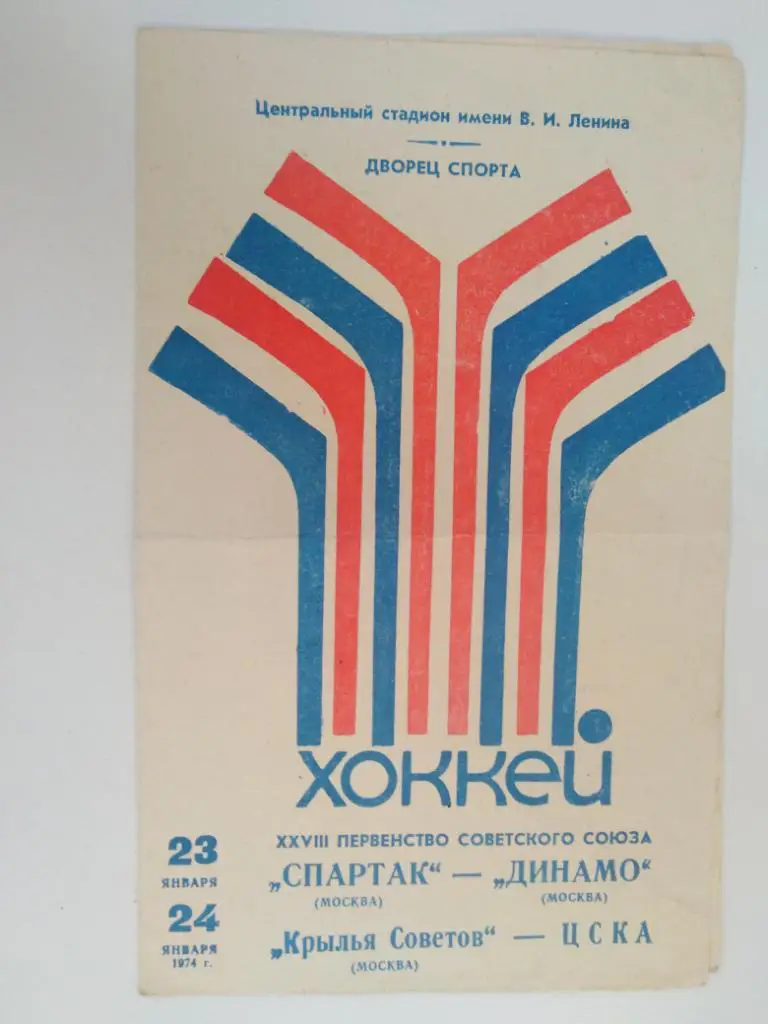 Центральный стадион имени В. И. Ленина
ДВОРЕЦ СПОРТА
хоккей
XXVIII ПЕРВЕНСТВО СОВЕТСКОГО СОЮЗА
23 ЯНВАРЯ
„СПАРТАК“ — „ДИНАМО“
(МОСКВА) (МОСКВА)
24 ЯНВАРЯ 1974 г.
„Крылья Советов“ — ЦСКА
(МОСКВА)